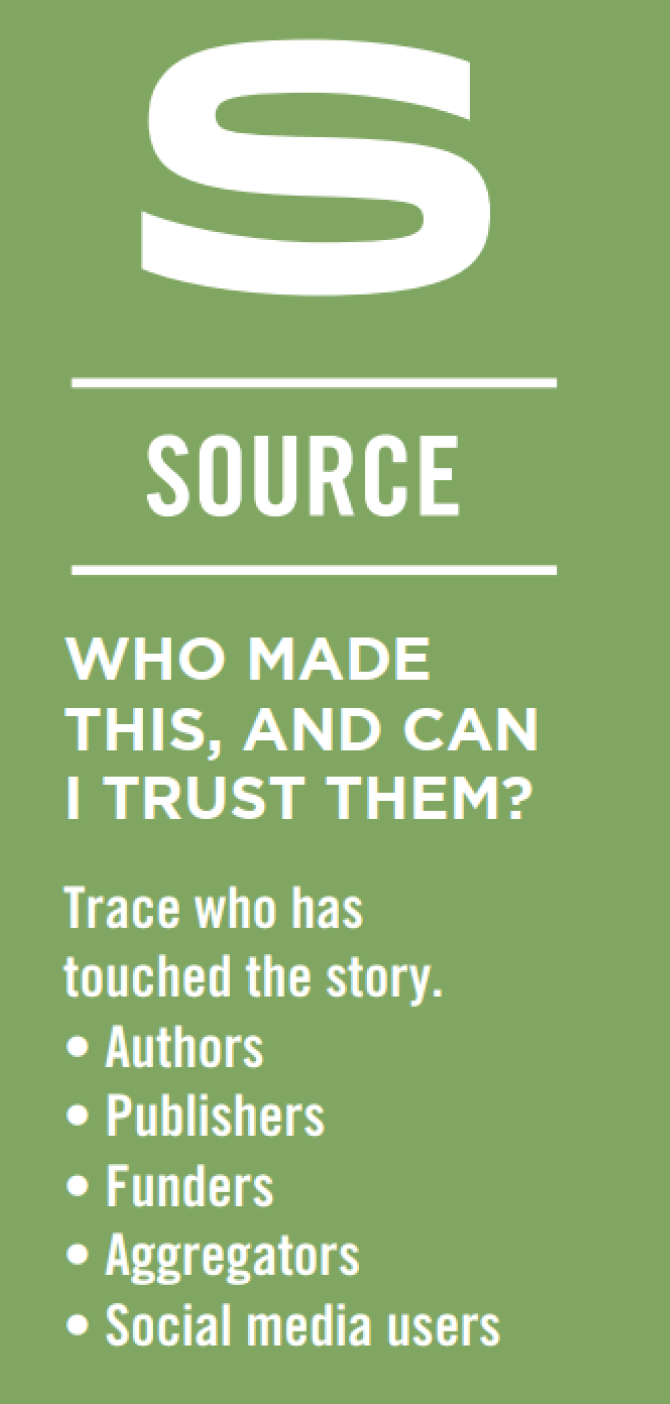 S
SOURCE
WHO MADE
THIS, AND CAN
I TRUST THEM?
Trace who has
touched the story.
• Authors
• Publishers
• Funders
• Aggregators
• Social media users